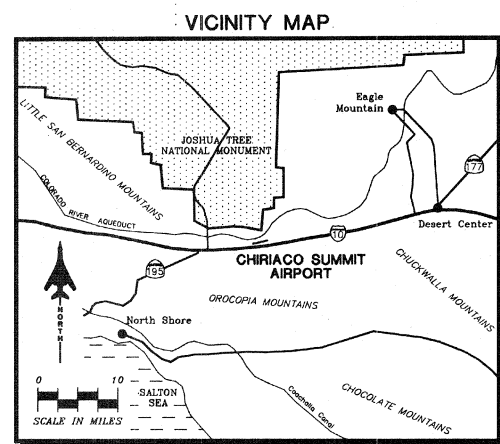 VICINITY MAP
Eagle
Mountain
LITTLE SAN BERNARDINO MOUNTAINS
JOSHUA TREE
NATIONAL MONUMENT
177
COLORADO RIVER AQUEDUCT
Desert Center
10
CHIRIACO SUMMIT
AIRPORT
CHUCKWALLA MOUNTAINS
195
OROCOPIA MOUNTAINS
NORTH
North Shore
0 10
SCALE IN MILES
SALTON
SEA
Coachella Canal
CHOCOLATE MOUNTAINS